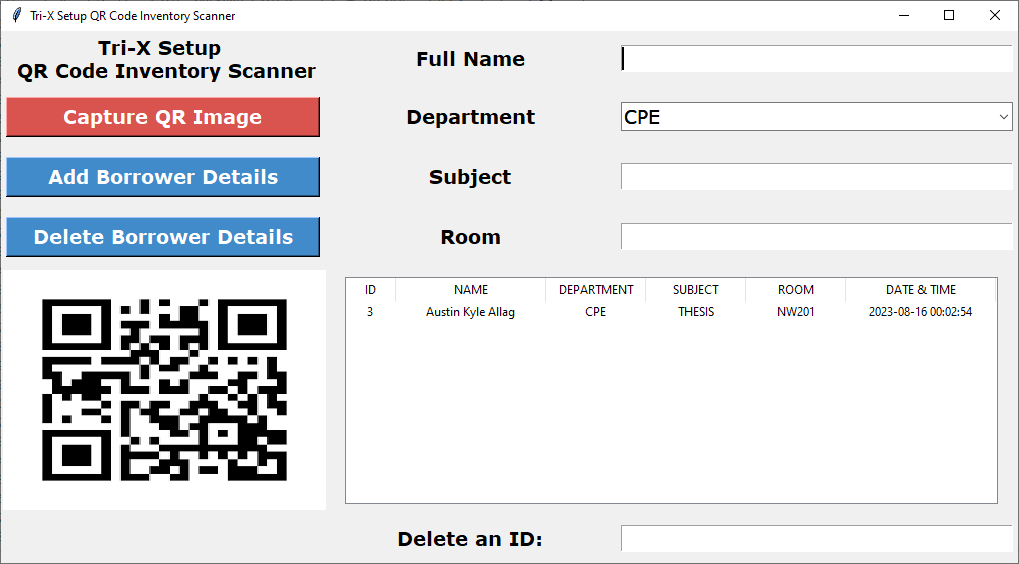 Tri-X Setup QR Code Inventory Scanner
Tri-X Setup
QR Code Inventory Scanner
Capture QR Image
Add Borrower Details
Delete Borrower Details
Full Name
Department CPE
Subject
Room
ID NAME DEPARTMENT SUBJECT ROOM DATE & TIME
3 Austin Kyle Allag CPE THESIS NW201 2023-08-16 00:02:54
Delete an ID: